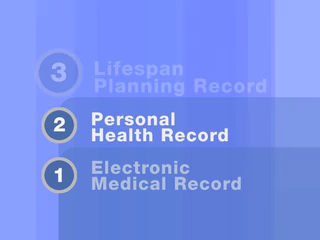 3 Lifespan
Planning Record
2 Personal
Health Record
1 Electronic
Medical Record